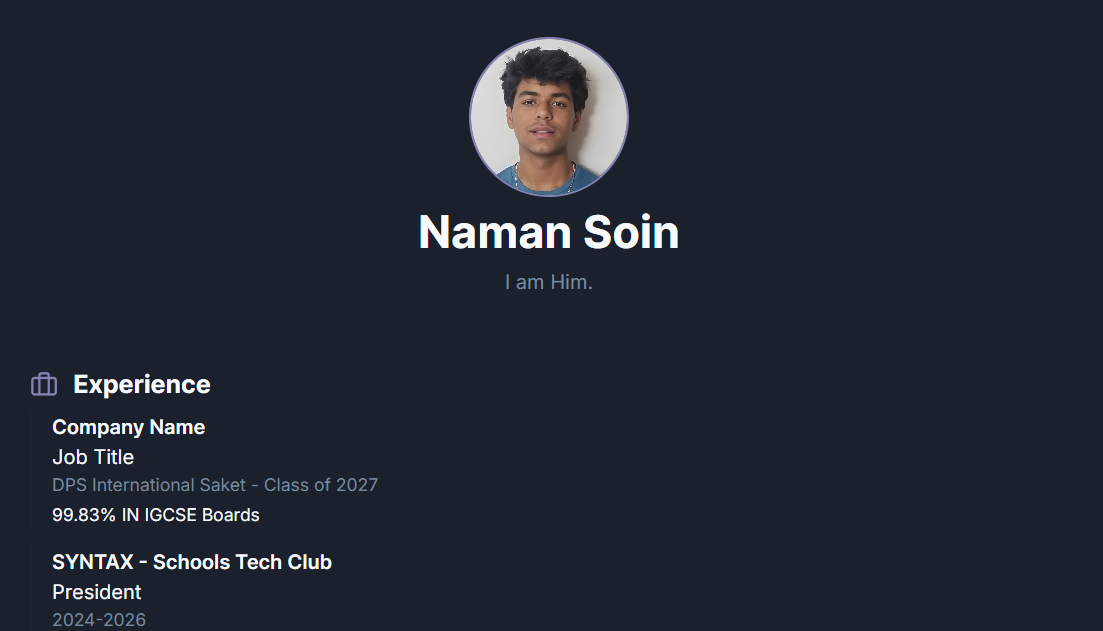 Naman Soin
I am Him.
Experience
Company Name
Job Title
DPS International Saket - Class of 2027
99.83% IN IGCSE Boards
SYNTAX - Schools Tech Club
President
2024-2026